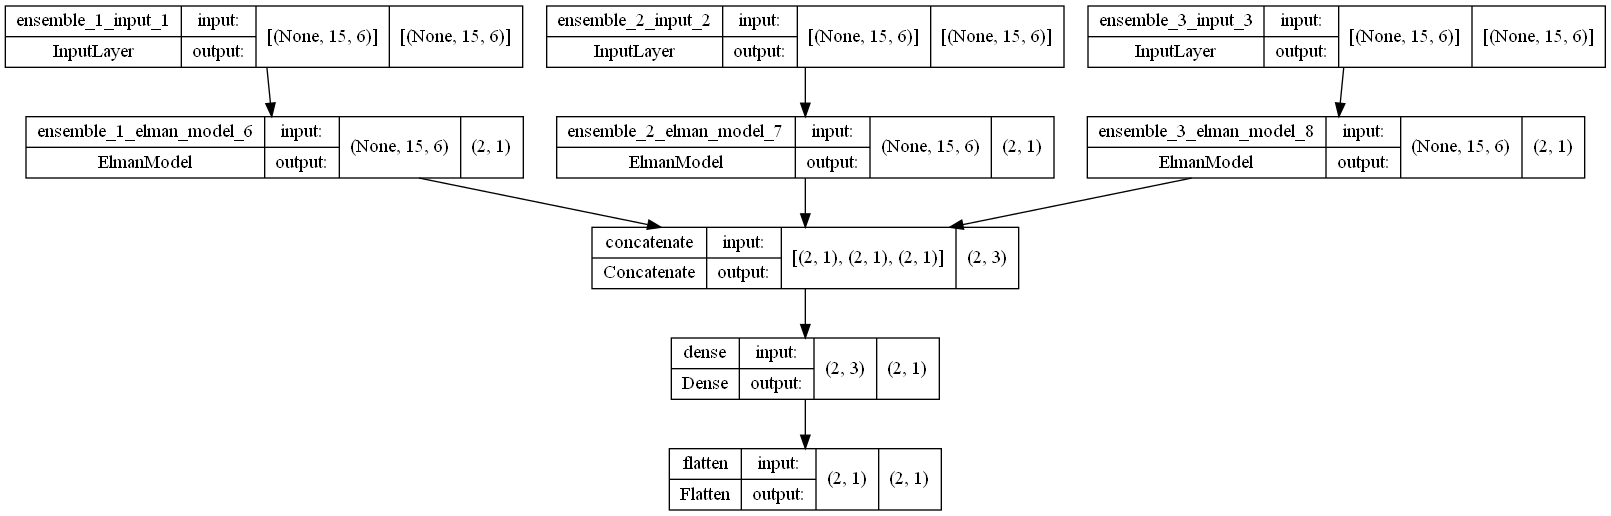 ensemble_1_input_1 input: [(None, 15, 6)] [(None, 15, 6)]
InputLayer output:
ensemble_2_input_2 input: [(None, 15, 6)] [(None, 15, 6)]
InputLayer output:
ensemble_3_input_3 input: [(None, 15, 6)] [(None, 15, 6)]
InputLayer output:
ensemble_1_elman_model_6 input: (None, 15, 6) (2, 1)
ElmanModel output:
ensemble_2_elman_model_7 input: (None, 15, 6) (2, 1)
ElmanModel output:
ensemble_3_elman_model_8 input: (None, 15, 6) (2, 1)
ElmanModel output:
concatenate input: [(2, 1), (2, 1), (2, 1)] (2, 3)
Concatenate output:
dense input: (2, 3) (2, 1)
Dense output:
flatten input: (2, 1) (2, 1)
Flatten output: